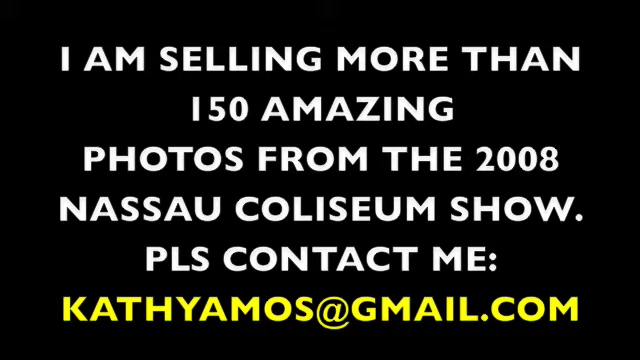 I AM SELLING MORE THAN
150 AMAZING
PHOTOS FROM THE 2008
NASSAU COLISEUM SHOW.
PLS CONTACT ME:
KATHYAMOS@GMAIL.COM